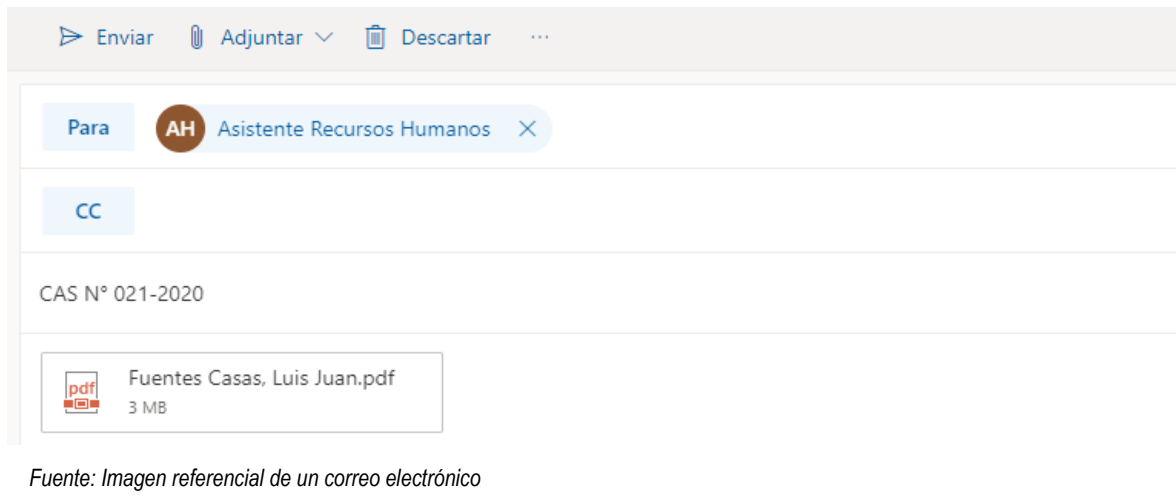 Enviar Adjuntar Descartar ...
Para AH Asistente Recursos Humanos
CC
CAS N° 021-2020
pdf Fuentes Casas, Luis Juan.pdf
3 MB
Fuente: Imagen referencial de un correo electrónico